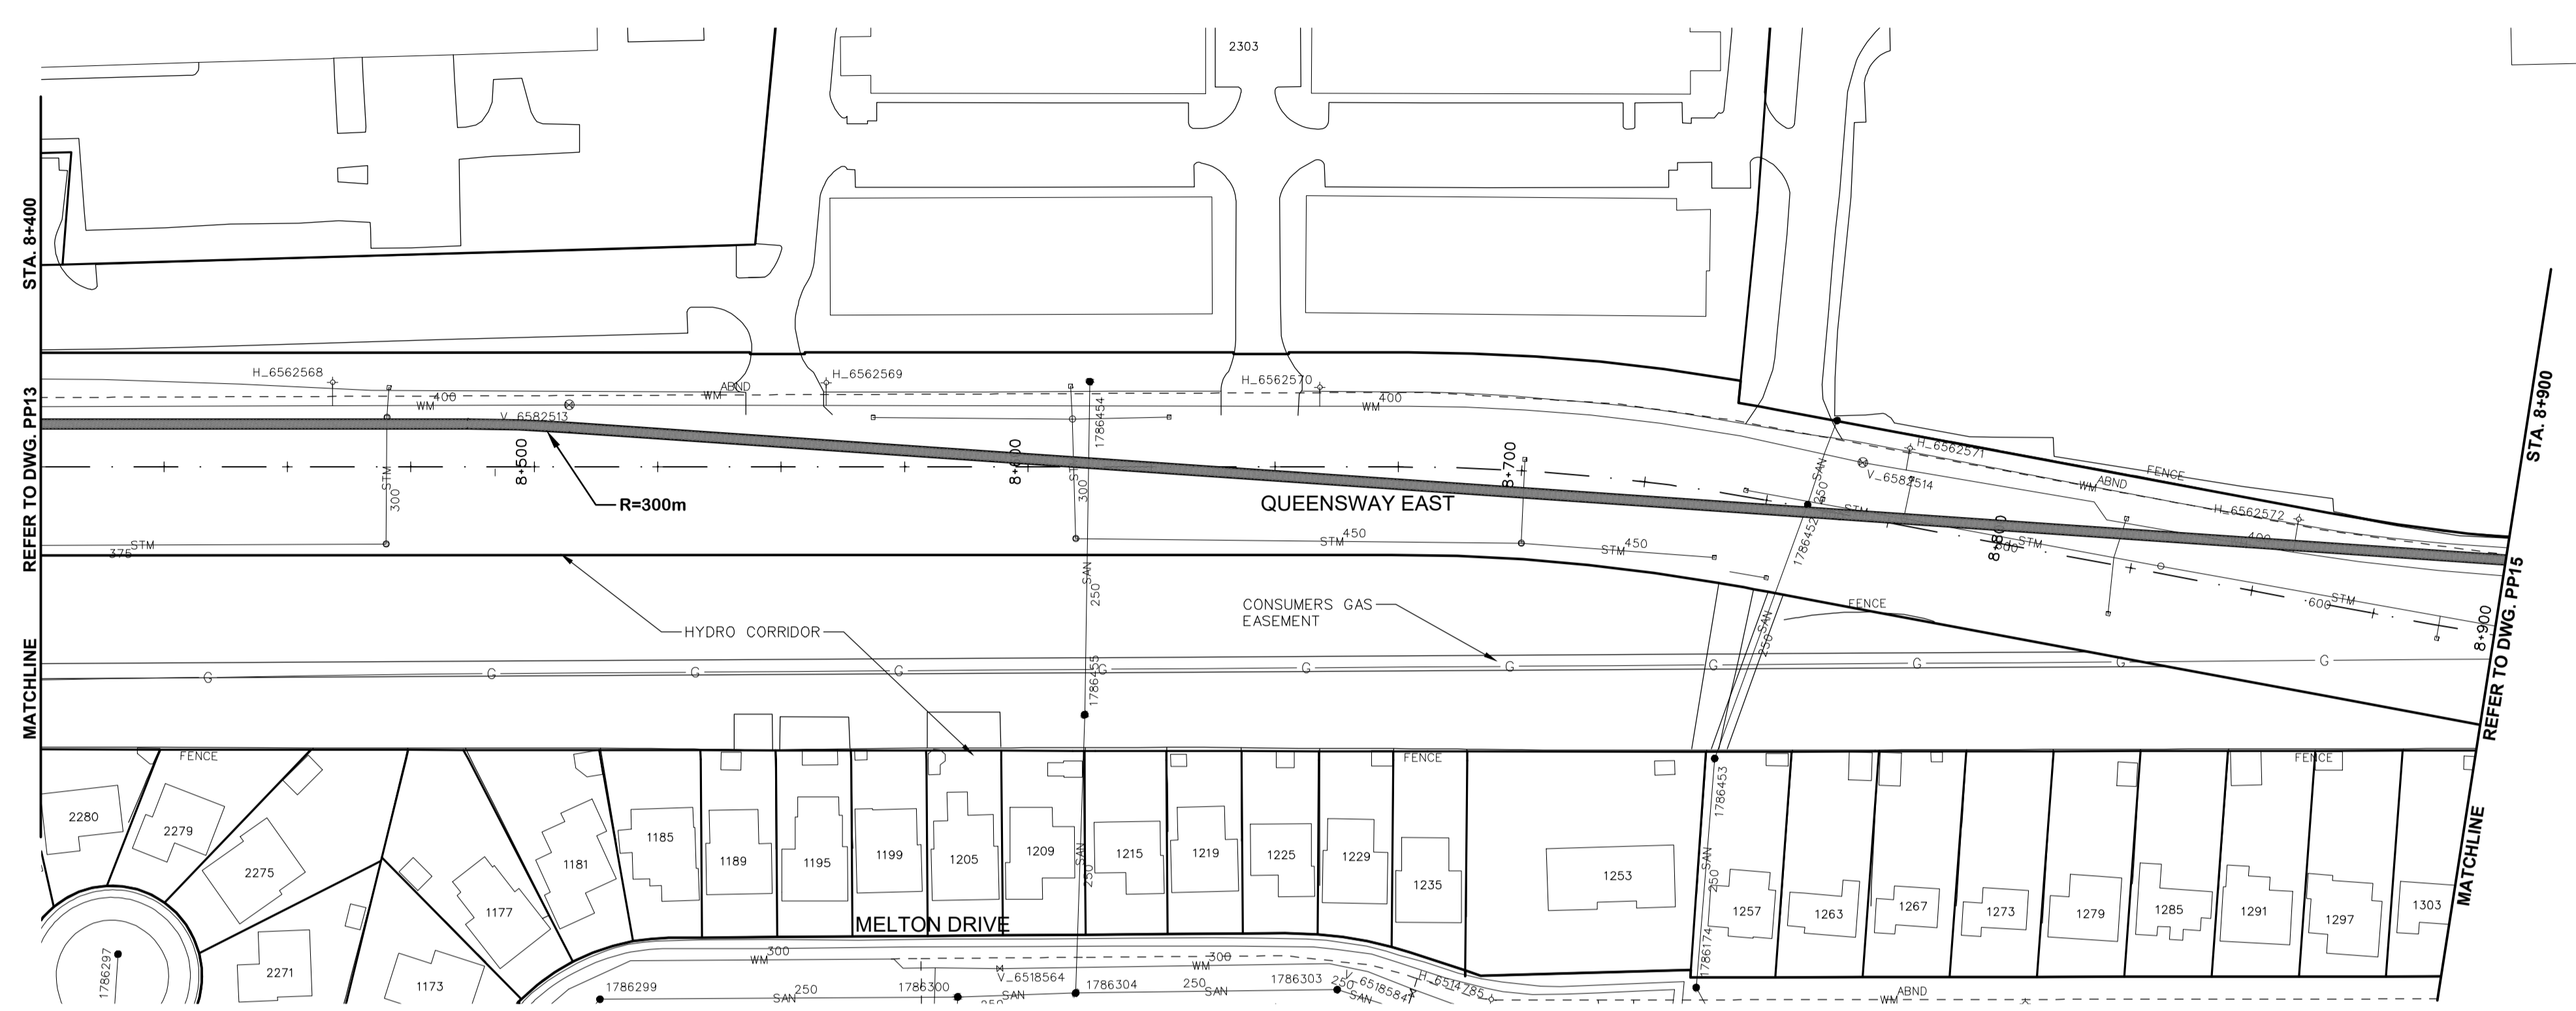 2303
STA. 8+400
REFER TO DWG. PP13
MATCHLINE
STA. 8+900
REFER TO DWG. PP15
MATCHLINE
H_6562568
ABND
WM
400
WM
V_6582513
H_6562569
1786454
H_6562570
400
WM
8+500
8+600
8+700
8+800
8+900
STM
300
STM
300
R=300m
QUEENSWAY EAST
SAN
250
1786452
H_6562571
V_6582514
WM
ABND
FENCE
H_6562572
400
STM
STM
600
STM
600
375
STM
450
STM
450
STM
SAN
250
SAN
250
FENCE
HYDRO CORRIDOR
CONSUMERS GAS
EASEMENT
G
G
G
G
G
G
G
G
G
G
G
1786455
FENCE
FENCE
FENCE
1786453
2280
2279
2275
2271
1173
1177
1181
1185
1189
1195
1199
1205
1209
1215
1219
1225
1229
1235
1253
1257
1263
1267
1273
1279
1285
1291
1297
1303
SAN
250
SAN
250
1786174
MELTON DRIVE
1786297
300
WM
300
WM
V_6518564
1786299
250
SAN
1786300
SAN
250
1786304
250
SAN
1786303
250
SAN
V_6518584
H_6514785
WM
ABND